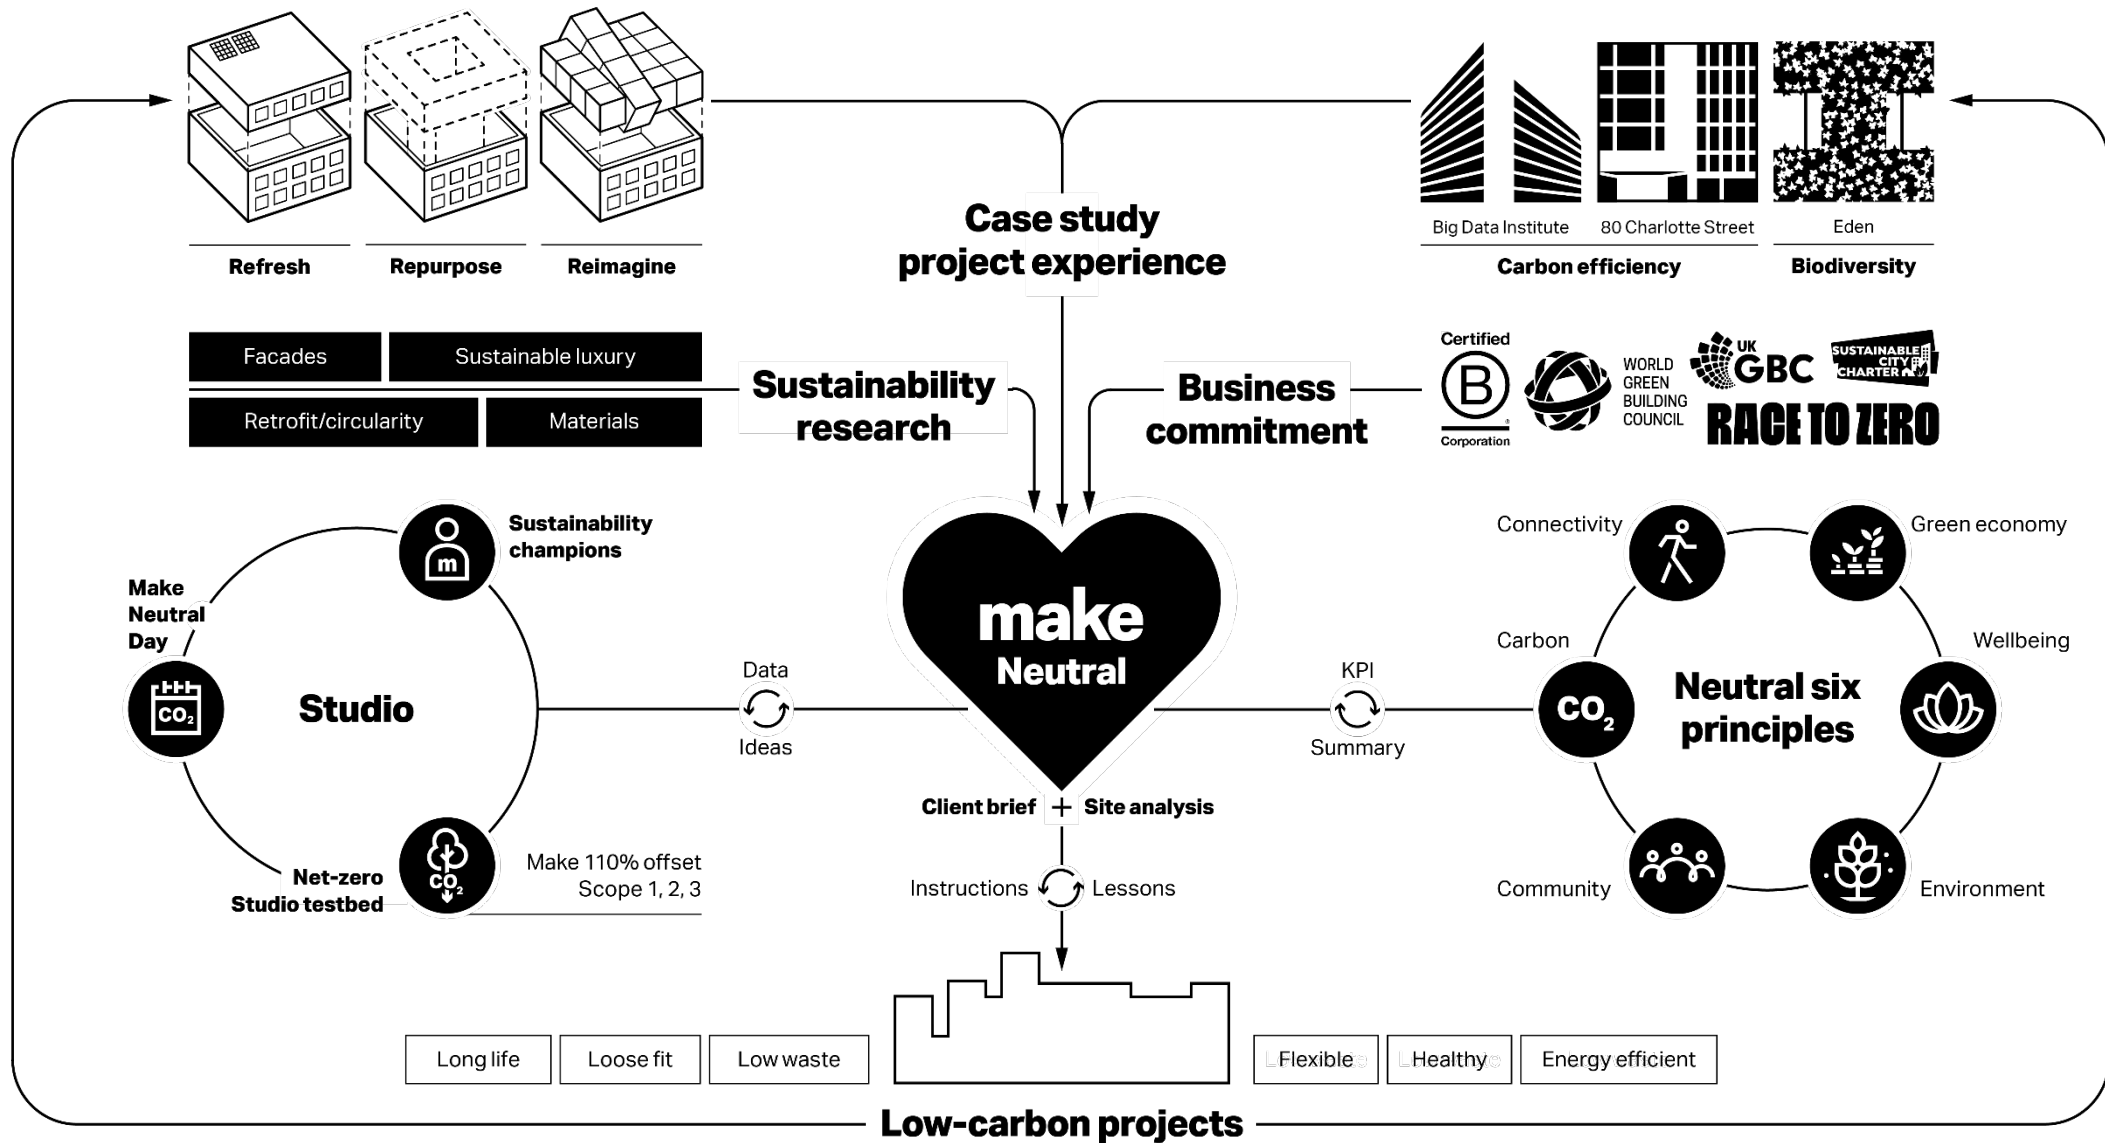 Refresh
Repurpose
Reimagine
Case study
project experience
Big Data Institute
80 Charlotte Street
Eden
Carbon efficiency
Biodiversity
Facades
Sustainable luxury
Retrofit/circularity
Materials
Sustainability
research
Business
commitment
Certified
B
®
Corporation
WORLD
GREEN
BUILDING
COUNCIL
UK
GBC
SUSTAINABLE
CITY
CHARTER
RACE TO ZERO
Sustainability
champions
m
Make
Neutral
Day
CO₂
Studio
Net-zero
Studio testbed
CO₂
Make 110% offset
Scope 1, 2, 3
Data
Ideas
make
Neutral
KPI
Summary
Connectivity
Green economy
Carbon
CO₂
Wellbeing
Neutral six
principles
Community
Environment
Client brief + Site analysis
Instructions
Lessons
Long life
Loose fit
Low waste
Flexible
Healthy
Energy efficient
Low-carbon projects